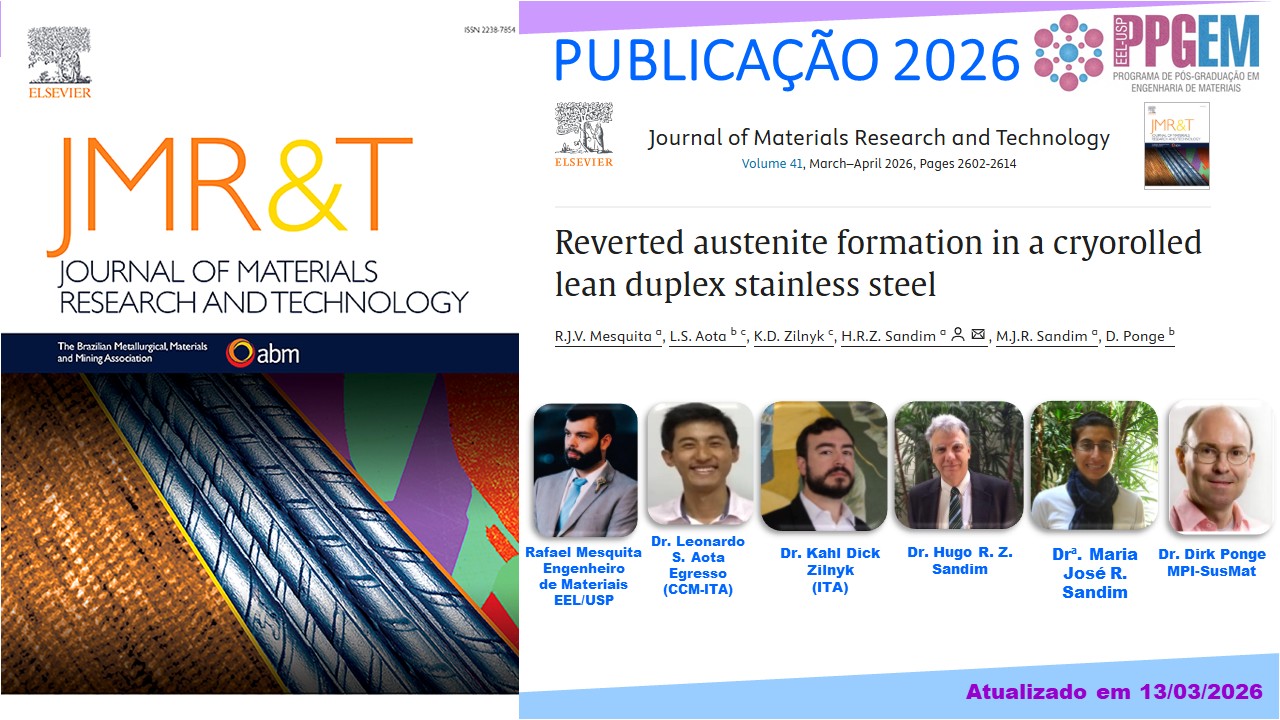 ISSN 2238-7854
ELSEVIER
JMR&T
JOURNAL OF MATERIALS
RESEARCH AND TECHNOLOGY
The Brazilian Metallurgical, Materials
and Mining Association
abm
PUBLICAÇÃO 2026
EEL-USP
PPGEM
PROGRAMA DE PÓS-GRADUAÇÃO EM
ENGENHARIA DE MATERIAIS
ELSEVIER
Journal of Materials Research and Technology
Volume 41, March–April 2026, Pages 2602-2614
JMR&T
abm
Reverted austenite formation in a cryorolled
lean duplex stainless steel
R.J.V. Mesquita a, L.S. Aota b c, K.D. Zilnyk c, H.R.Z. Sandim a, M.J.R. Sandim a, D. Ponge b
Rafael Mesquita
Engenheiro
de Materiais
EEL/USP
Dr. Leonardo
S. Aota
Egresso
(CCM-ITA)
Dr. Kahl Dick
Zilnyk
(ITA)
Dr. Hugo R. Z.
Sandim
Drª. Maria
José R.
Sandim
Dr. Dirk Ponge
MPI-SusMat
Atualizado em 13/03/2026